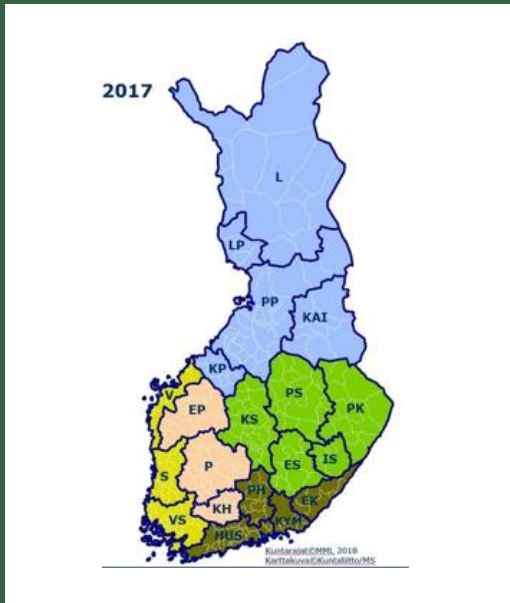 2017
L
LP
PP
KAI
KP
V
EP
KS
PS
PK
S
P
ES
IS
PH
EK
VS
KH
KYM
HUS
Kuntarajat©MML 2018
Karttakuva©Kuntaliitto/MS